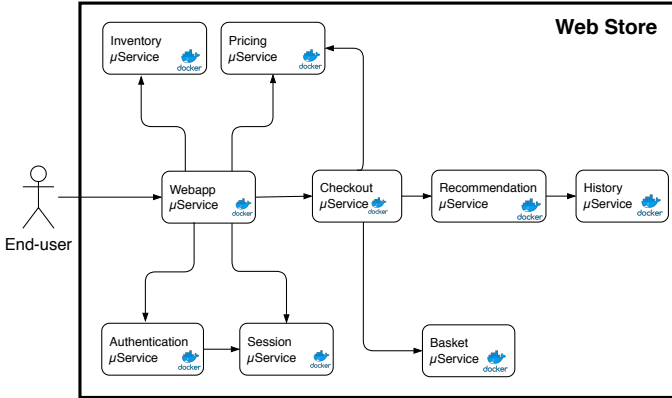 Web Store
Inventory
µService
docker
Pricing
µService
docker
Webapp
µService
docker
Checkout
µService
docker
Recommendation
µService
docker
History
µService
docker
End-user
Authentication
µService
docker
Session
µService
docker
Basket
µService
docker